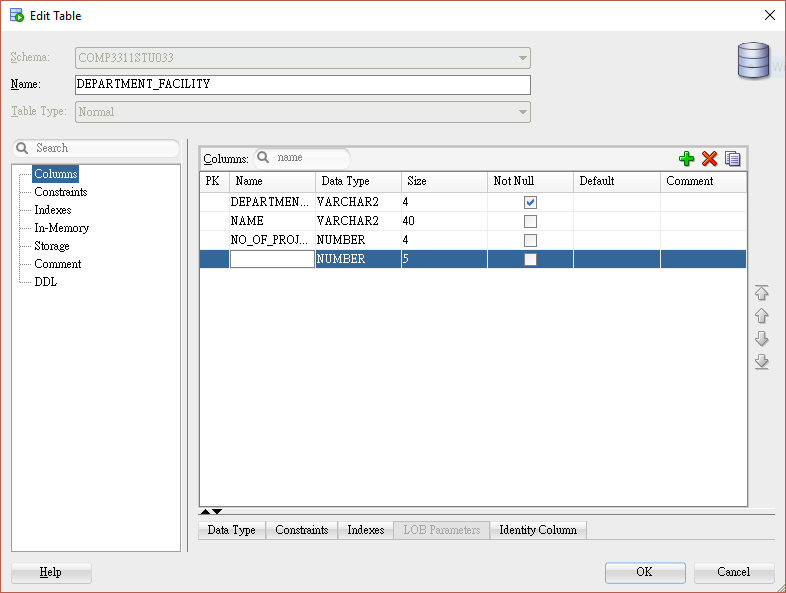 Edit Table
Schema: COMP3311STU033
Name: DEPARTMENT_FACILITY
Table Type: Normal
Search
Columns
Constraints
Indexes
In-Memory
Storage
Comment
DDL
Columns: name
PK Name Data Type Size Not Null Default Comment
DEPARTMEN... VARCHAR2 4
NAME VARCHAR2 40
NO_OF_PROJ... NUMBER 4
NUMBER 5
Data Type Constraints Indexes LOB Parameters Identity Column
Help OK Cancel